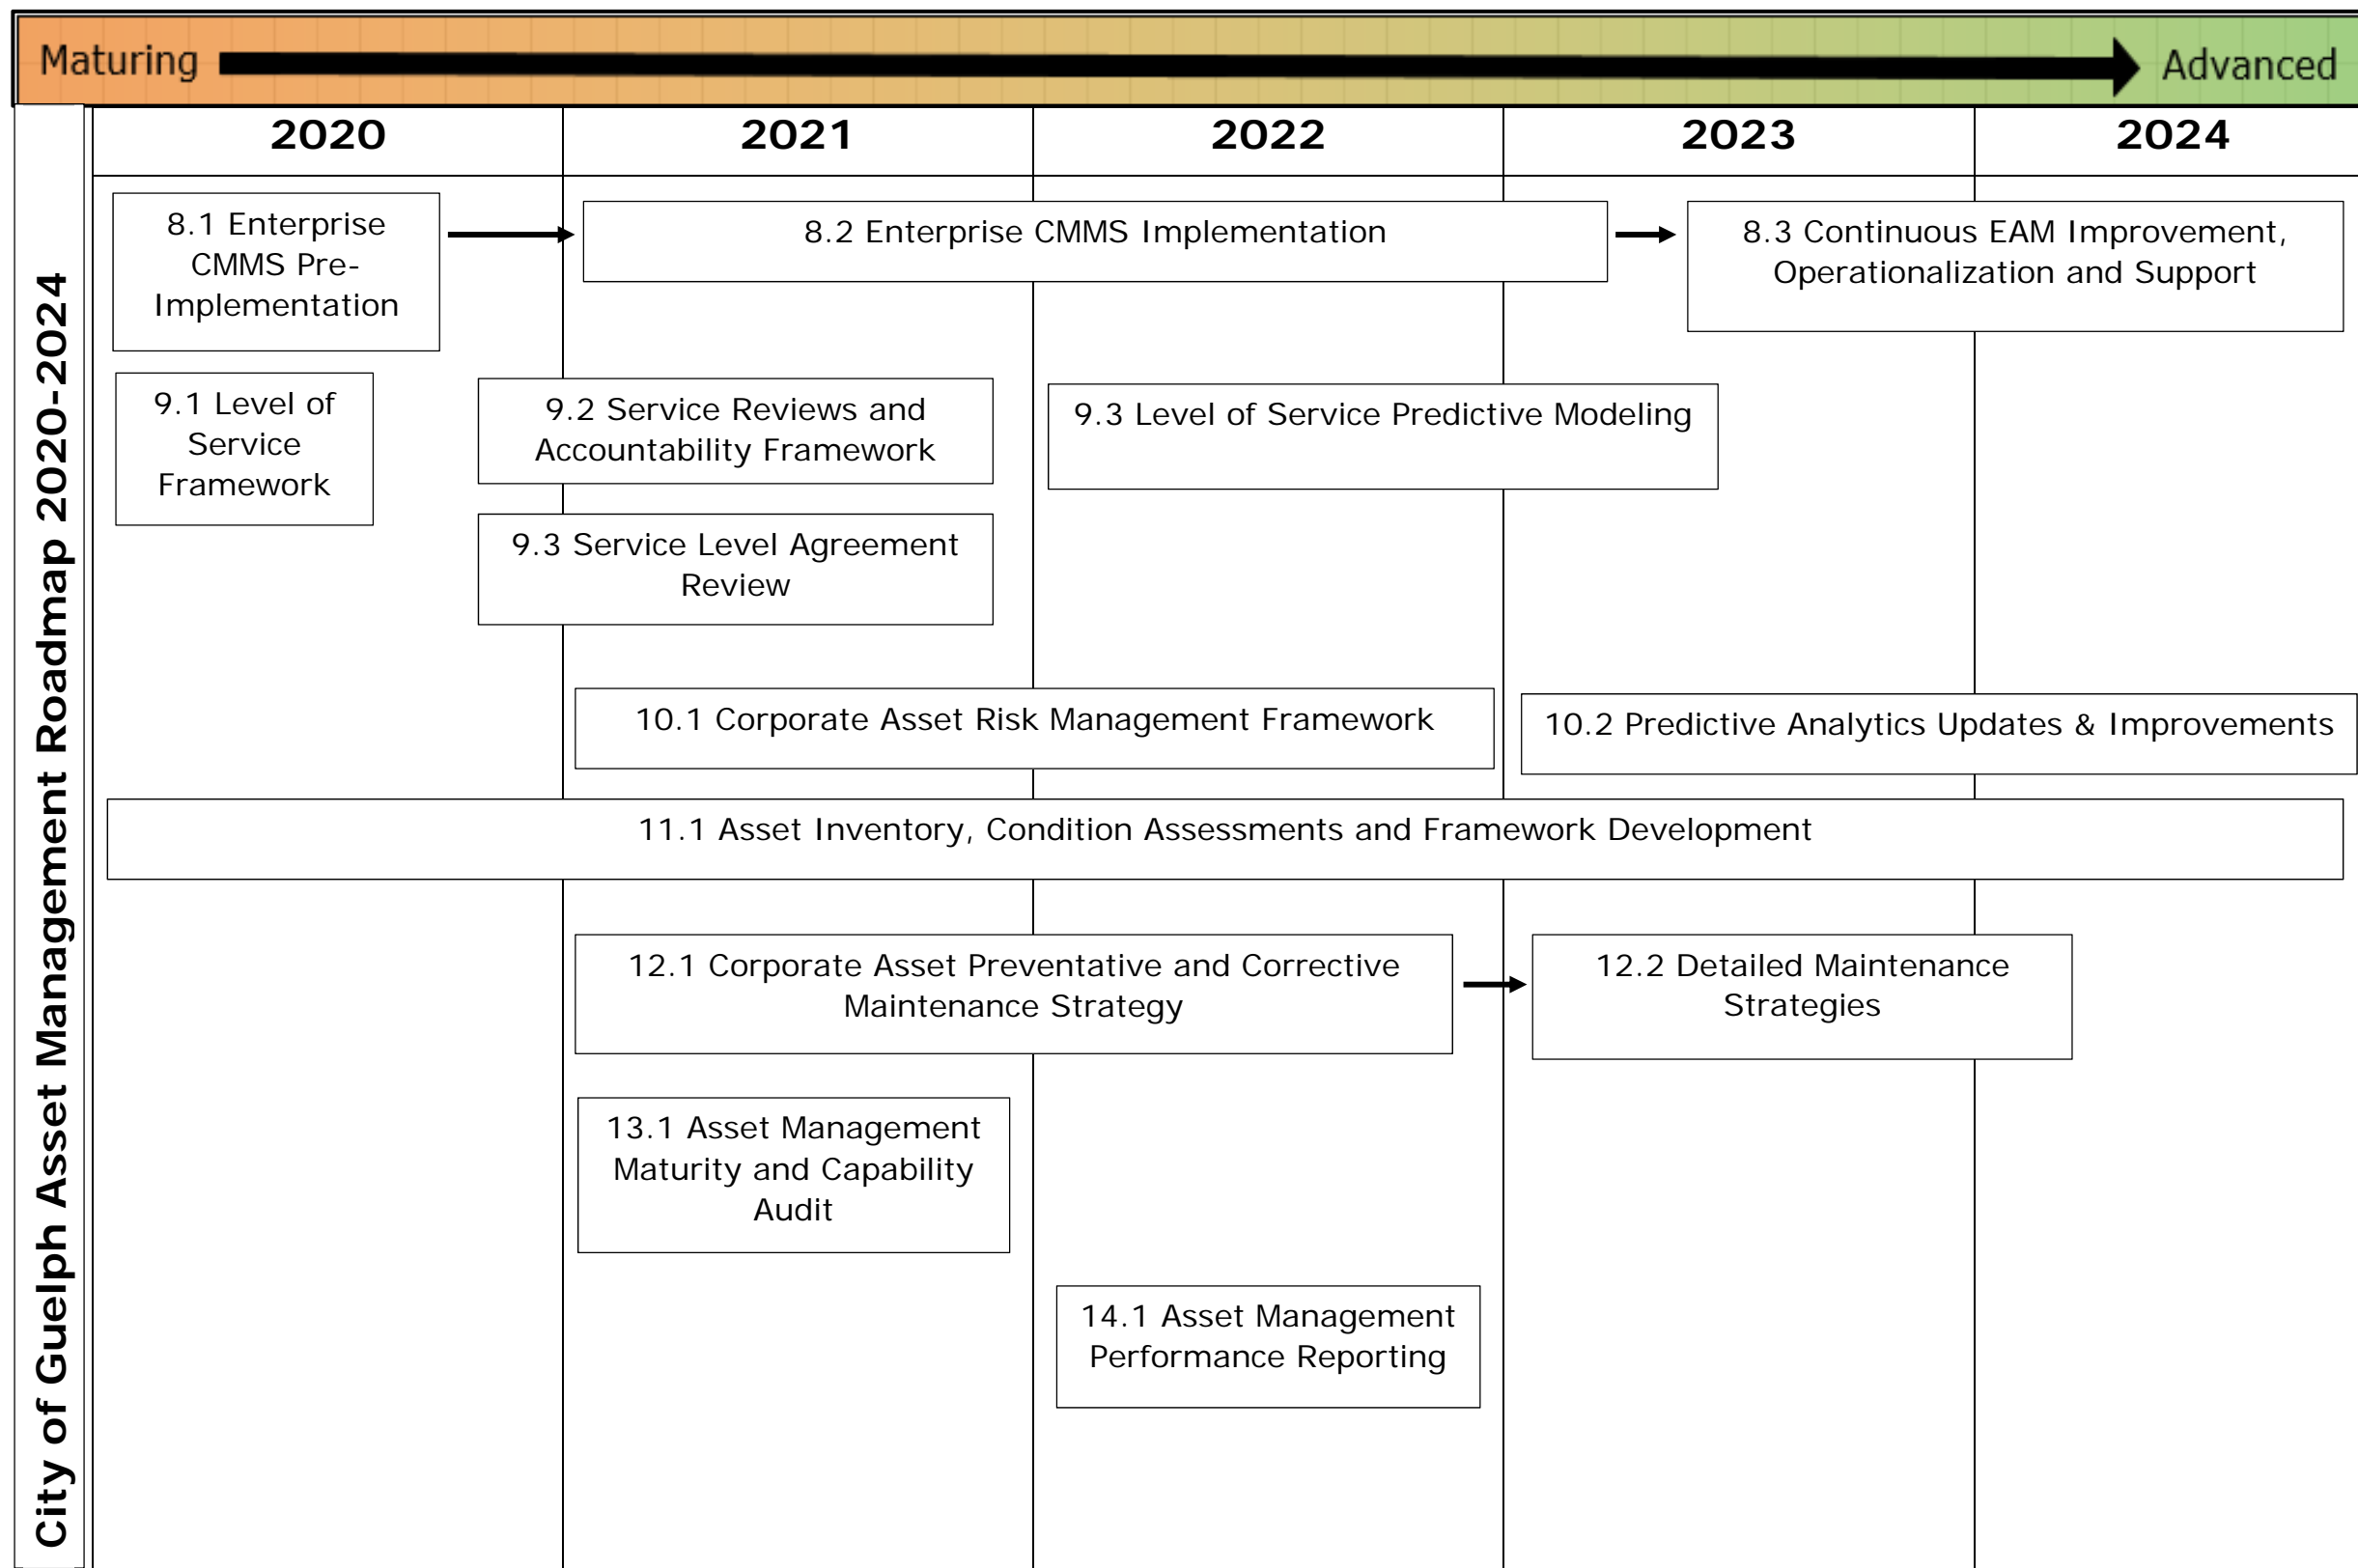 Maturing
Advanced
City of Guelph Asset Management Roadmap 2020-2024
2020
2021
2022
2023
2024
8.1 Enterprise
CMMS Pre-
Implementation
8.2 Enterprise CMMS Implementation
8.3 Continuous EAM Improvement,
Operationalization and Support
9.1 Level of
Service
Framework
9.2 Service Reviews and
Accountability Framework
9.3 Level of Service Predictive Modeling
9.3 Service Level Agreement
Review
10.1 Corporate Asset Risk Management Framework
10.2 Predictive Analytics Updates & Improvements
11.1 Asset Inventory, Condition Assessments and Framework Development
12.1 Corporate Asset Preventative and Corrective
Maintenance Strategy
12.2 Detailed Maintenance
Strategies
13.1 Asset Management
Maturity and Capability
Audit
14.1 Asset Management
Performance Reporting